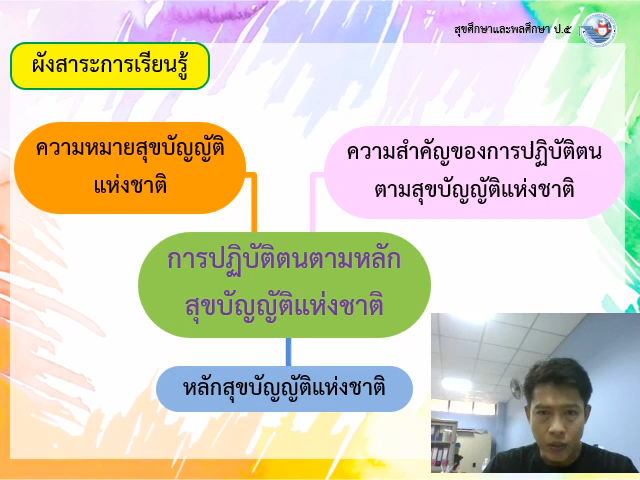 สุขศึกษาและพลศึกษา ป.๕
ผังสาระการเรียนรู้
ความหมายสุขบัญญัติ
แห่งชาติ
ความสำคัญของการปฏิบัติตน
ตามสุขบัญญัติแห่งชาติ
การปฏิบัติตนตามหลัก
สุขบัญญัติแห่งชาติ
หลักสุขบัญญัติแห่งชาติ